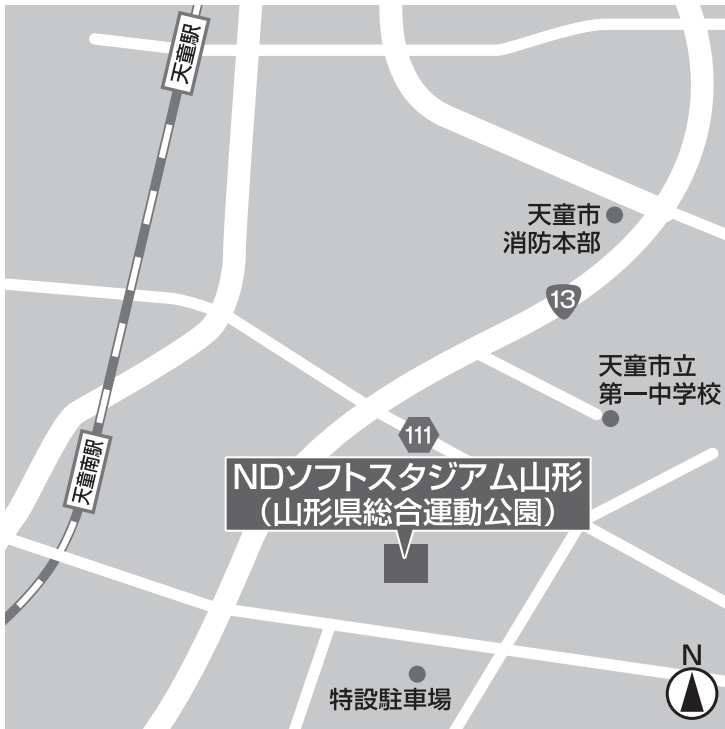 天童駅
天童市
消防本部
13
天童市立
第一中学校
111
天童南駅
NDソフトスタジアム山形
（山形県総合運動公園）
特設駐車場
N